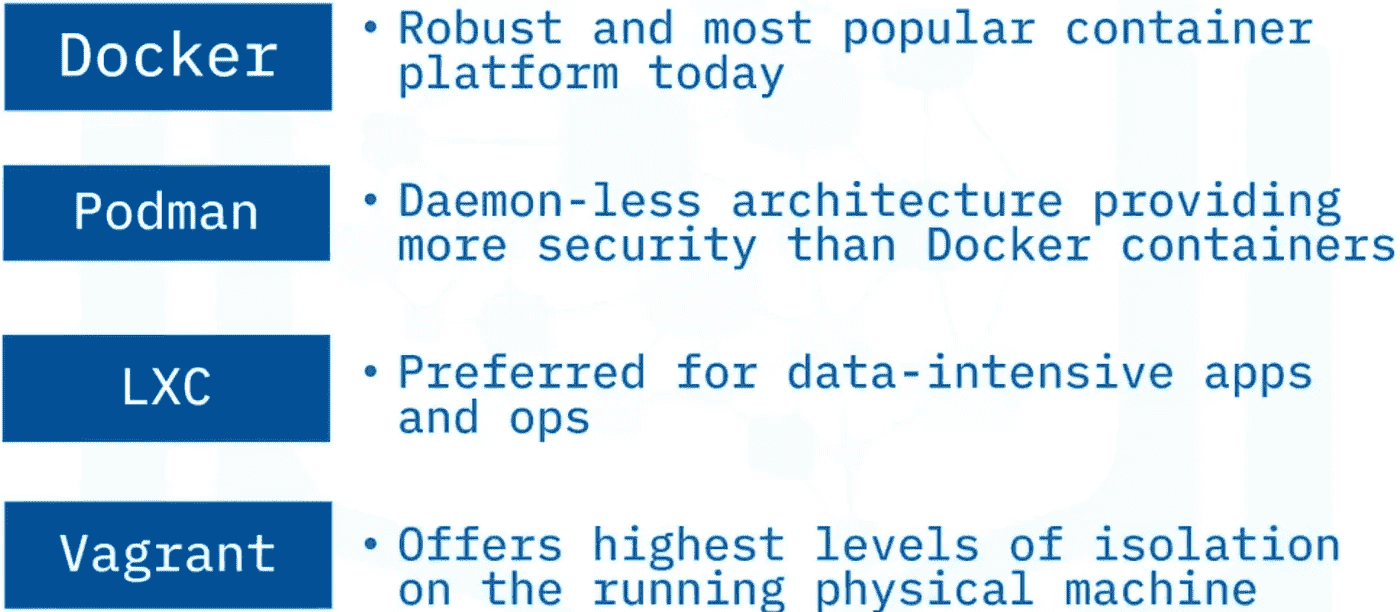 Docker
• Robust and most popular container
platform today
Podman
• Daemon-less architecture providing
more security than Docker containers
LXC
• Preferred for data-intensive apps
and ops
Vagrant
• Offers highest levels of isolation
on the running physical machine